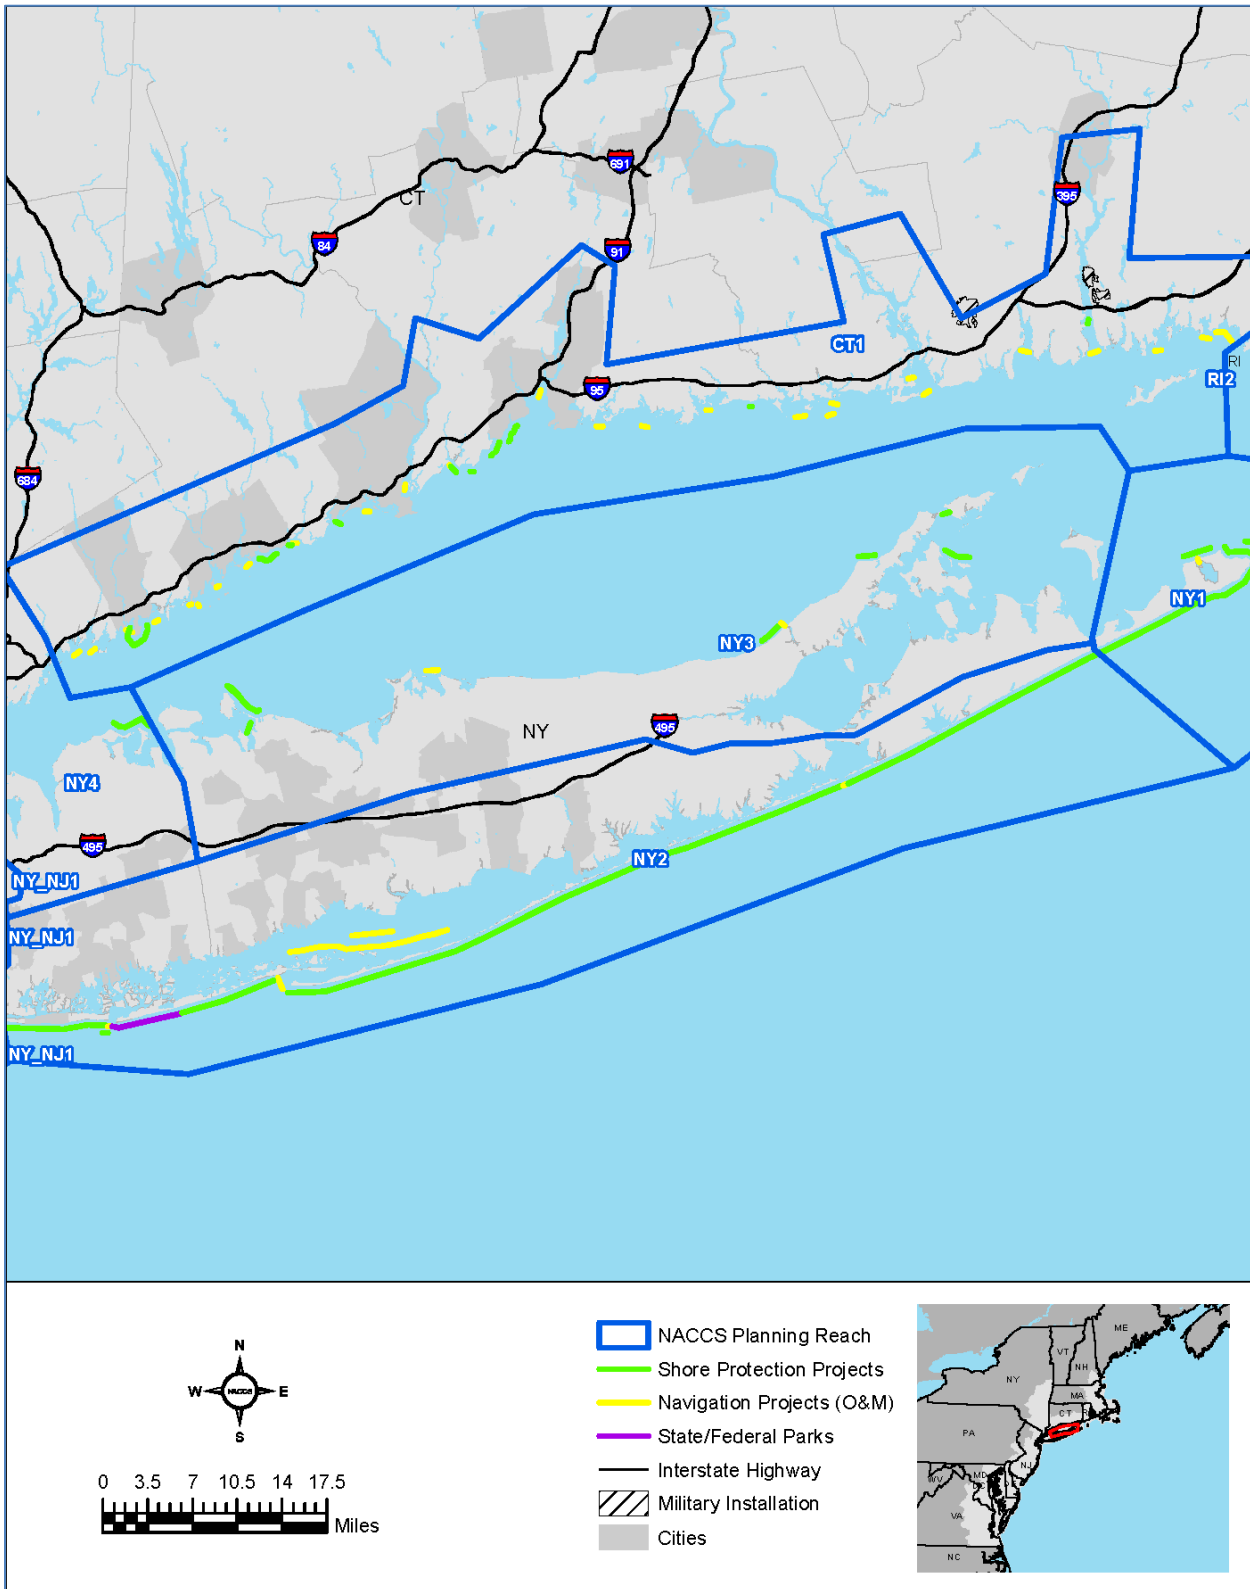 691
CT
395
84
91
CT1
95
RI
RI2
684
NY1
NY3
NY
495
NY4
495
NY2
NY_NJ1
NY_NJ1
NY_NJ1
N
W
NACCS
E
S
0 3.5 7 10.5 14 17.5
Miles
NACCS Planning Reach
Shore Protection Projects
Navigation Projects (O&M)
State/Federal Parks
Interstate Highway
Military Installation
Cities
ME
VT
NH
NY
MA
CT
PA
NJ
MD
WV
VA
NC